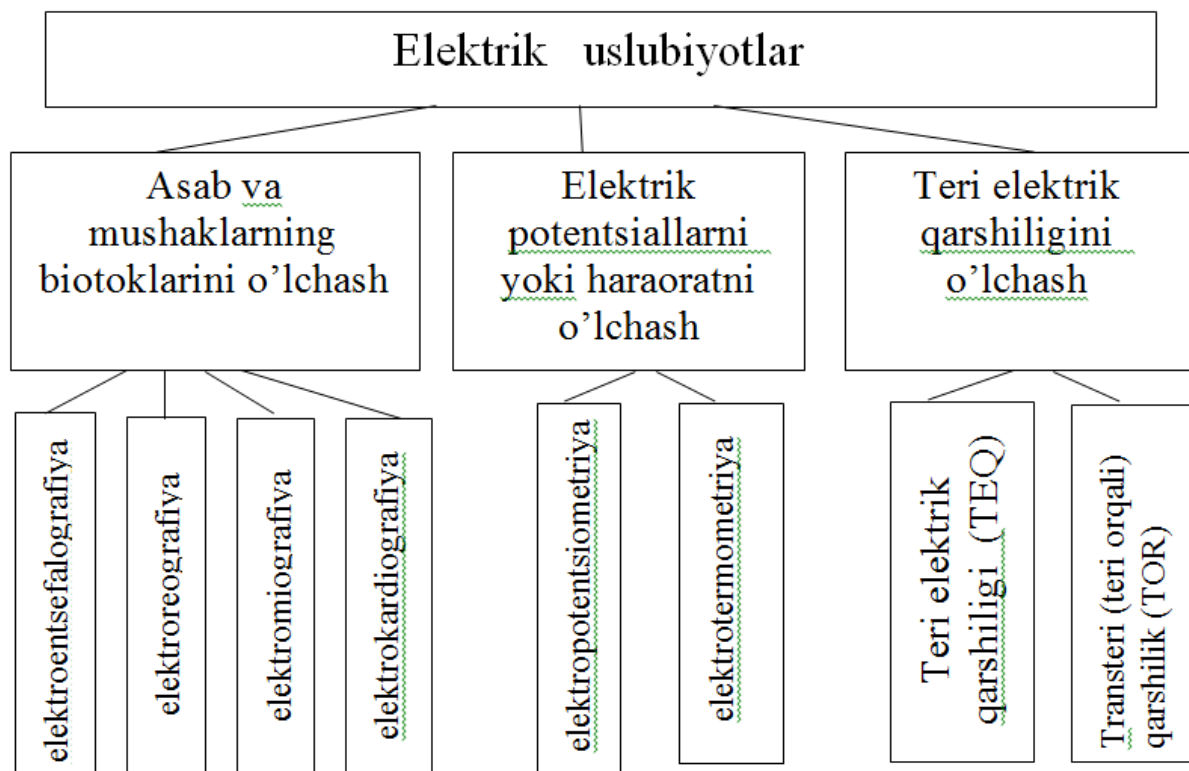 Elektrik uslubiyotlar
Asab va
mushaklarning
biotoklarini o’lchash
Elektrik
potentsiallarni
yoki haraoratni
o’lchash
Teri elektrik
qarshiligini
o’lchash
elektroentsefalografiya
elektroreografiya
elektromiografiya
elektrokardiografiya
elektropotentsiometriya
elektrotermometriya
Teri elektrik
qarshiligi (TEQ)
Transteri (teri orqali)
qarshilik (TOR)